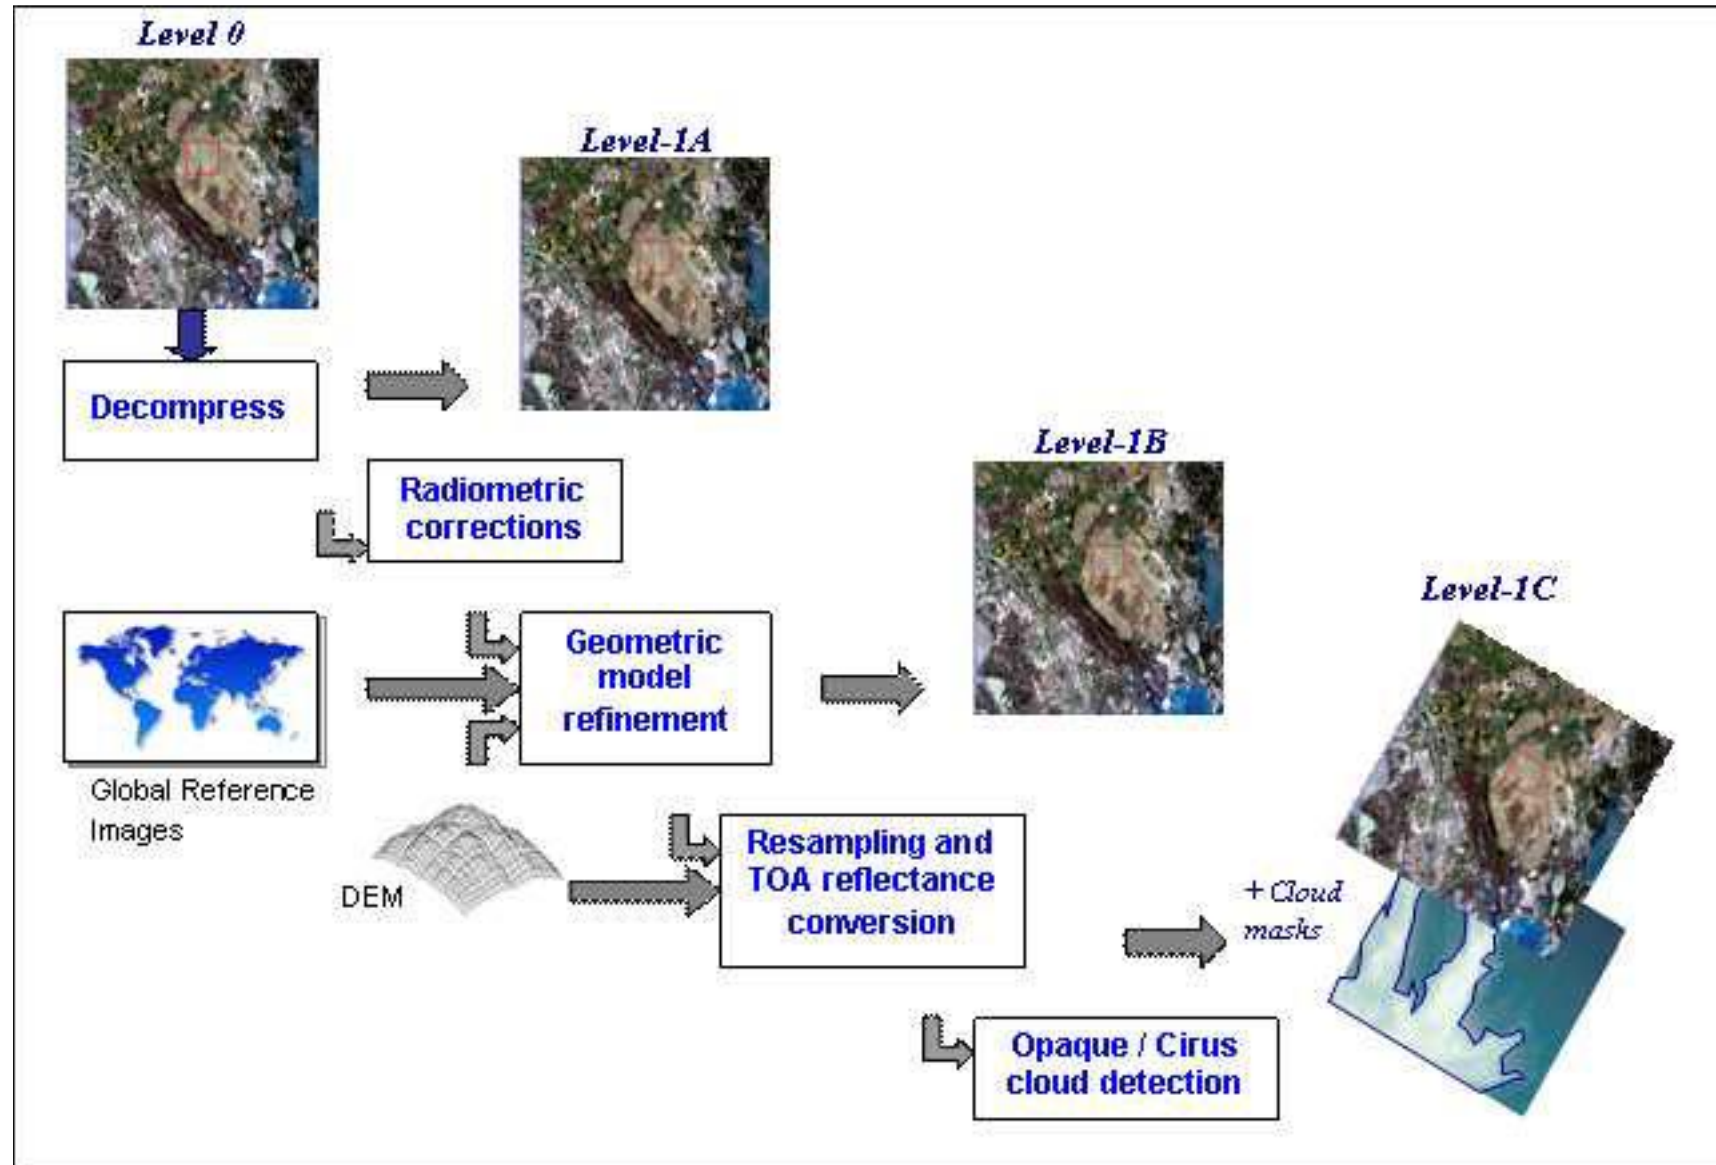 Level 0
Level-1A
Decompress
Level-1B
Radiometric
corrections
Level-1C
Geometric
model
refinement
Global Reference
Images
Resampling and
TOA reflectance
conversion
DEM
+ Cloud
masks
Opaque / Cirus
cloud detection